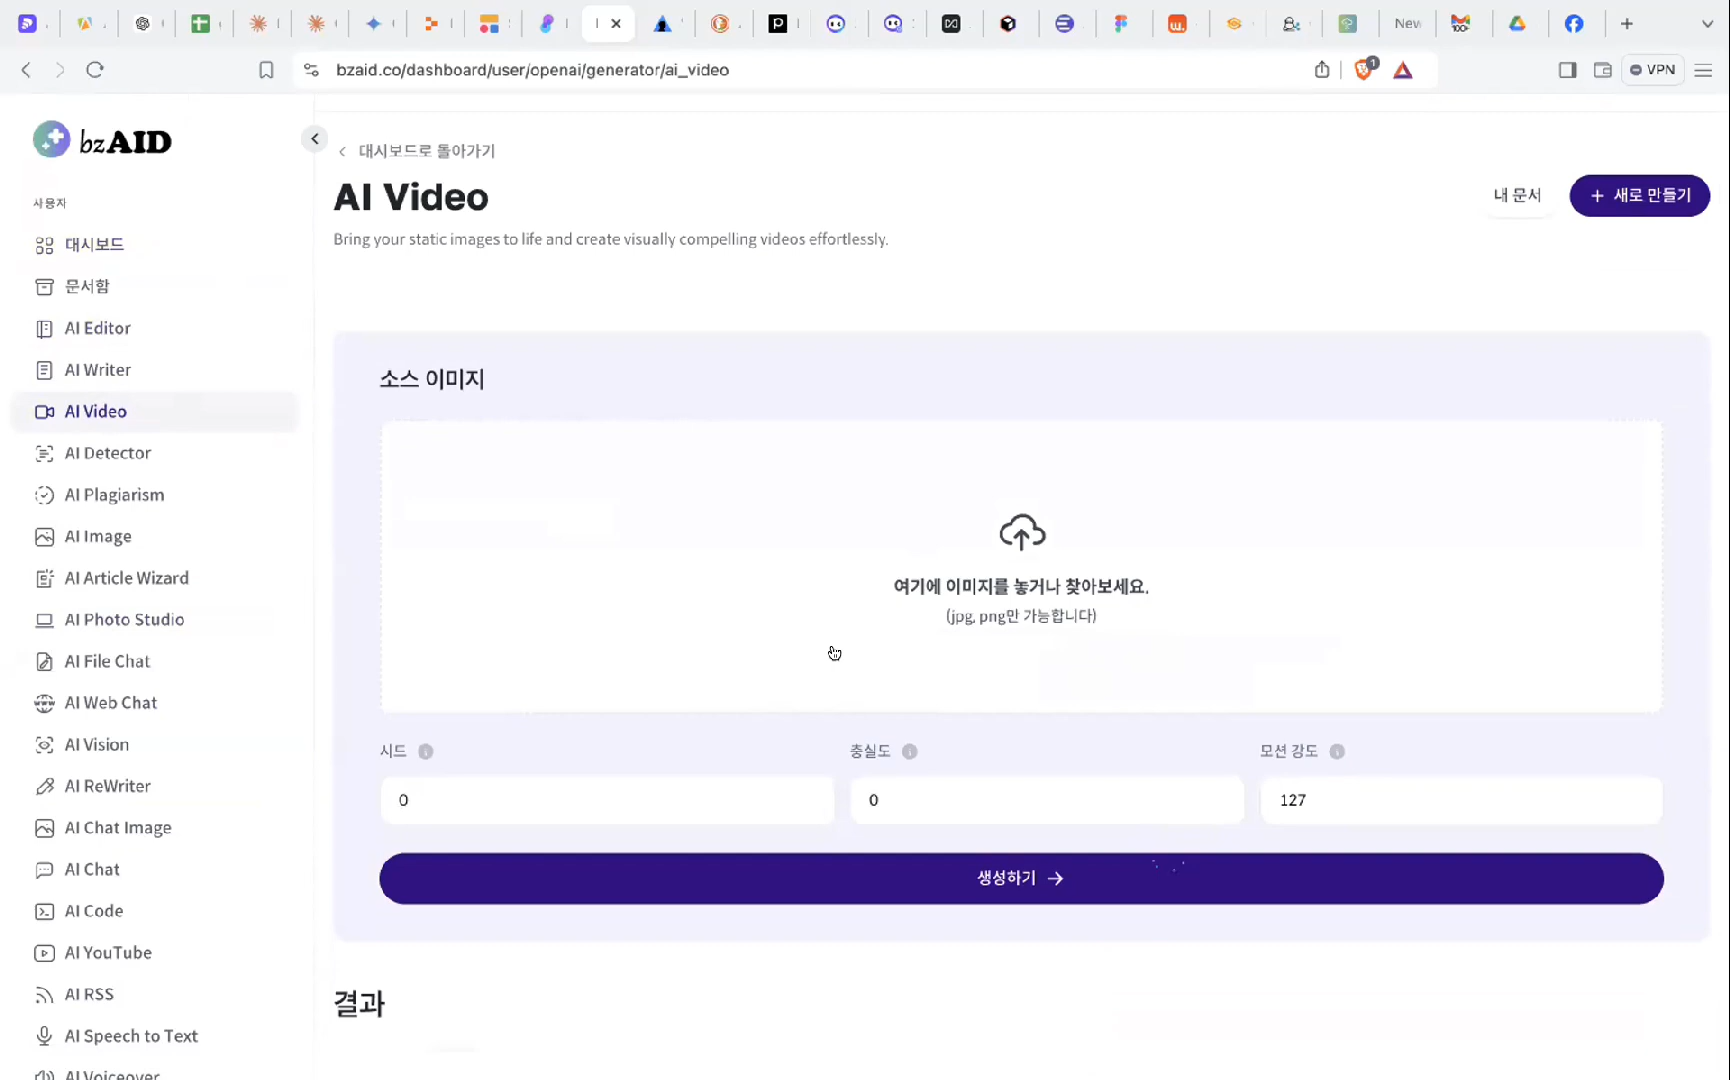 New
bzaid.co/dashboard/user/openai/generator/ai_video
1
VPN
bzAID
사용자
대시보드
문서함
AI Editor
AI Writer
AI Video
AI Detector
AI Plagiarism
AI Image
AI Article Wizard
AI Photo Studio
AI File Chat
AI Web Chat
AI Vision
AI ReWriter
AI Chat Image
AI Chat
AI Code
AI YouTube
AI RSS
AI Speech to Text
AI Voiceover
대시보드로 돌아가기
AI Video
내 문서
+ 새로 만들기
Bring your static images to life and create visually compelling videos effortlessly.
소스 이미지
여기에 이미지를 놓거나 찾아보세요.
(jpg, png만 가능합니다)
시드
충실도
모션 강도
0
0
127
생성하기 →
결과